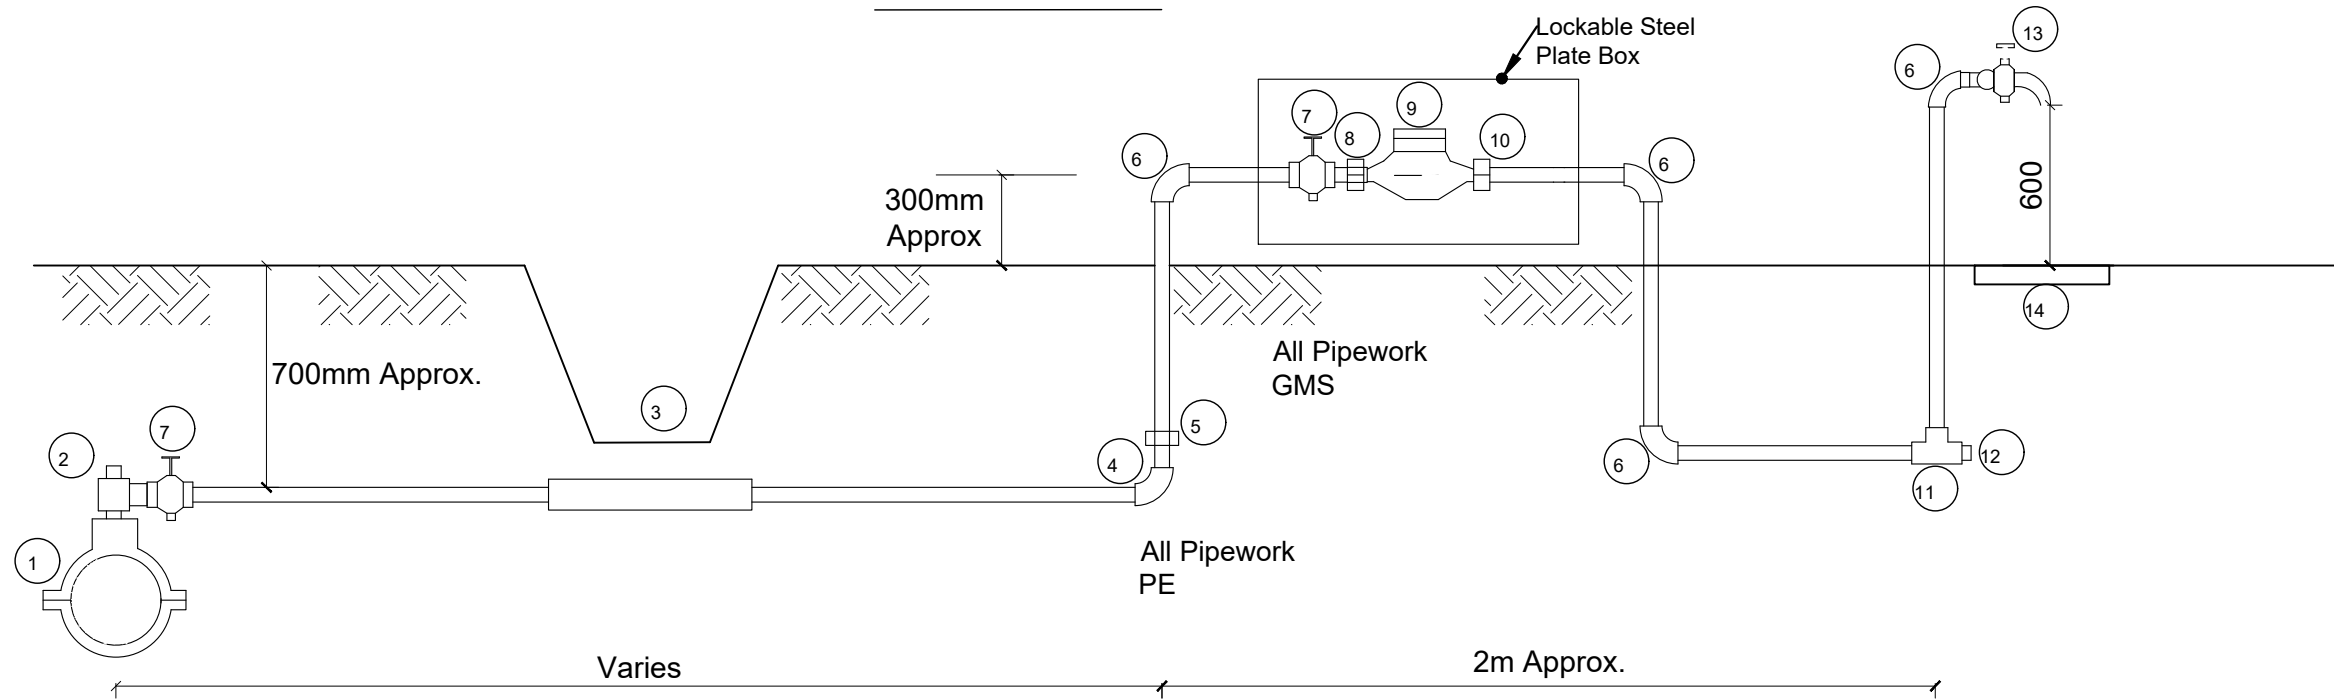 Lockable Steel
Plate Box
13
6
9
7
8
10
6
6
300mm
Approx
600
14
All Pipework
GMS
700mm Approx.
3
5
7
2
4
6
12
11
1
All Pipework
PE
Varies
2m Approx.